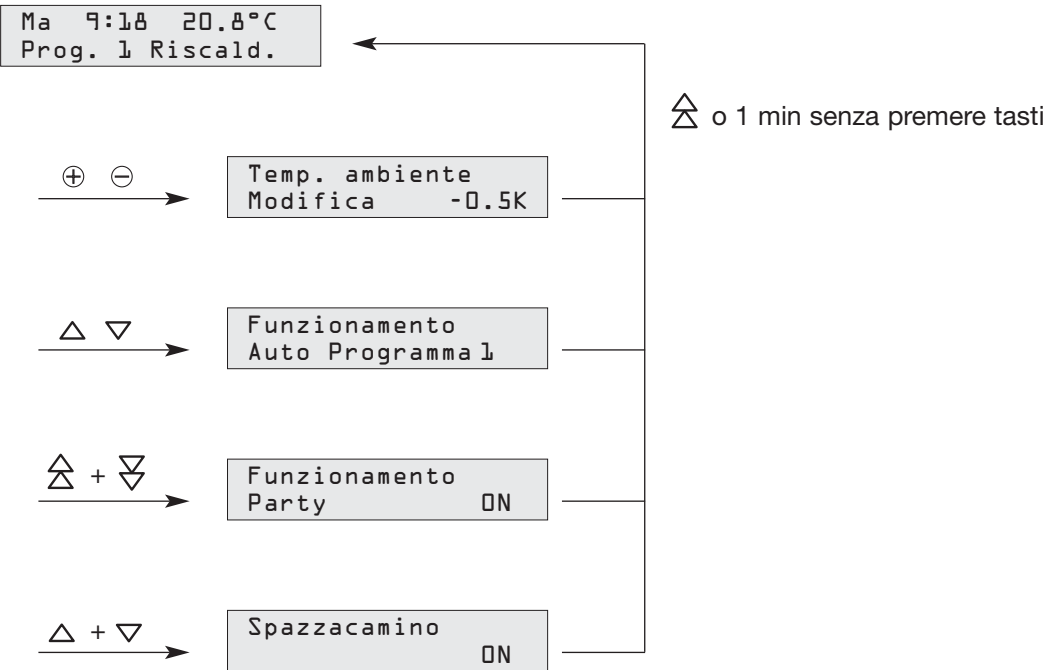 Ma 9:18 20.8°C
Prog. 1 Riscald.
o 1 min senza premere tasti
Temp. ambiente
Modifica -0.5K
Funzionamento
Auto Programma 1
+
Funzionamento
Party ON
+
Spazzacamino
ON